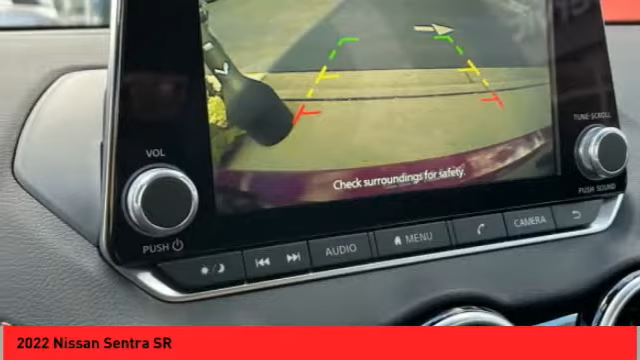 Check surroundings for safety.
VOL
PUSH
TUNE·SCROLL
PUSH SOUND
AUDIO
MENU
CAMERA
2022 Nissan Sentra SR